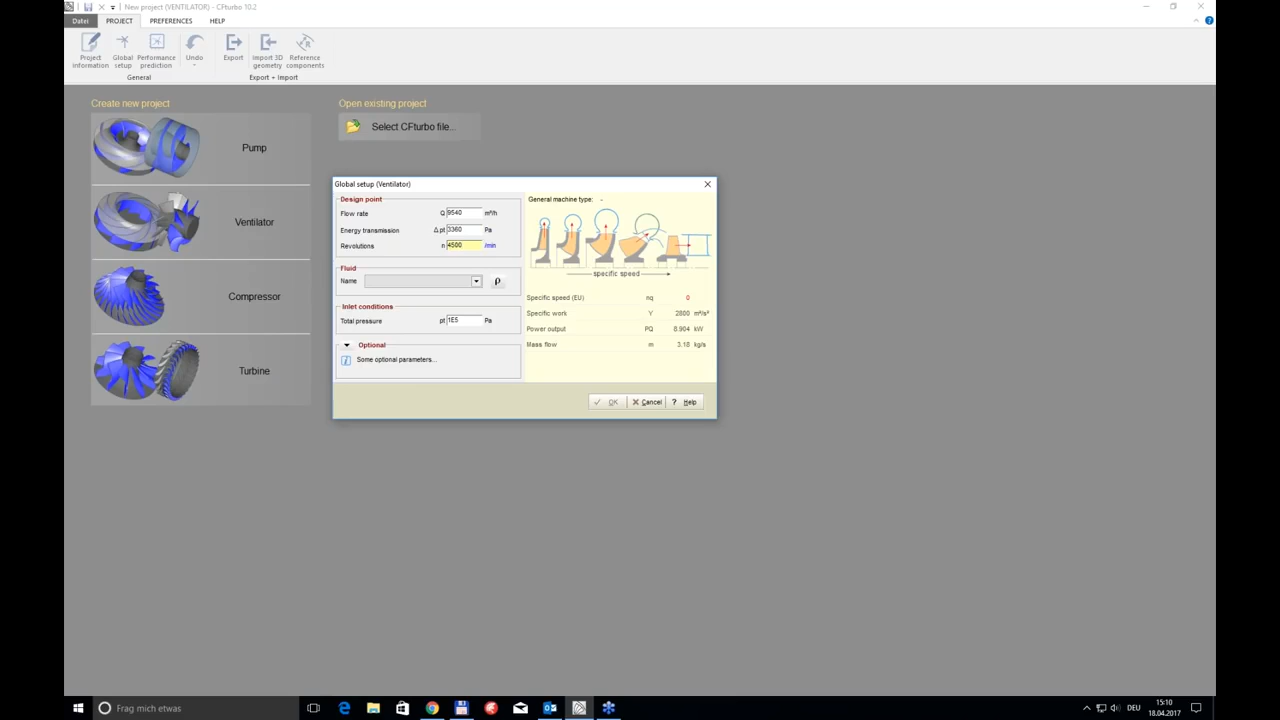 New project (VENTILATOR) - CFturbo 10.2
Datei PROJECT PREFERENCES HELP
Project information
Global setup
Performance prediction
Undo
Export
Import 3D geometry
Reference components
General
Export + Import
Create new project
Open existing project
Pump
Select CFturbo file...
Ventilator
Compressor
Turbine
Global setup (Ventilator)
Design point
Flow rate Q 9540 m³/h
Energy transmission Δ pt 3360 Pa
Revolutions n 4500 /min
Fluid
Name ρ
Inlet conditions
Total pressure pt 1E5 Pa
Optional
Some optional parameters...
General machine type: -
specific speed
Specific speed (EU) nq 0
Specific work Y 2800 m²/s²
Power output PQ 8.904 kW
Mass flow m 3.18 kg/s
OK Cancel ? Help
Frag mich etwas
DEU
15:10
18.04.2017